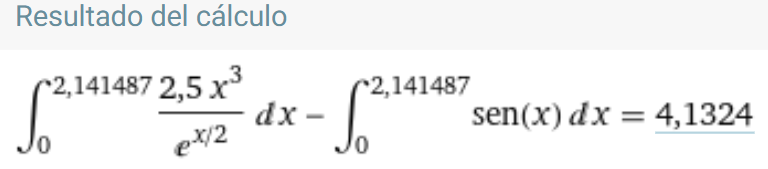 Resultado del cálculo
∫₀^2,141487 2,5 x³/e^(x/2) dx − ∫₀^2,141487 sen(x) dx = 4,1324